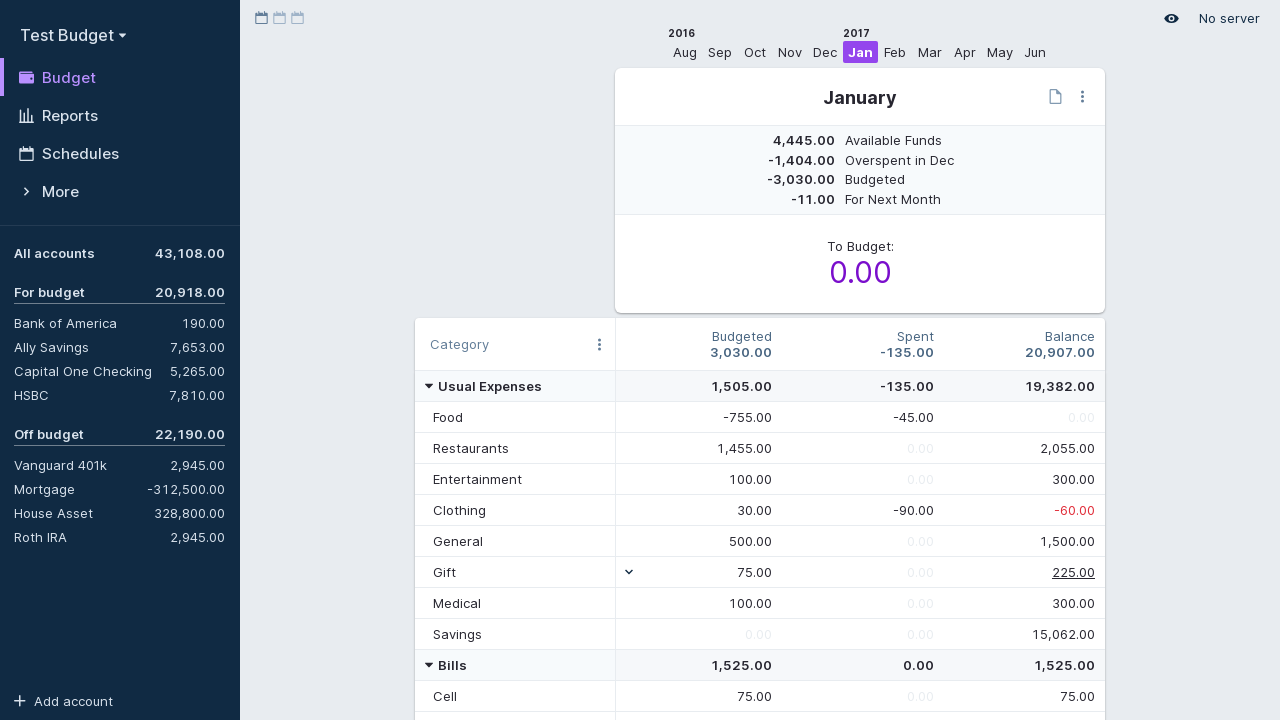 Test Budget
Budget
Reports
Schedules
More
All accounts 43,108.00
For budget 20,918.00
Bank of America 190.00
Ally Savings 7,653.00
Capital One Checking 5,265.00
HSBC 7,810.00
Off budget 22,190.00
Vanguard 401k 2,945.00
Mortgage -312,500.00
House Asset 328,800.00
Roth IRA 2,945.00
Add account
No server
2016 2017
Aug Sep Oct Nov Dec Jan Feb Mar Apr May Jun
January
4,445.00 Available Funds
-1,404.00 Overspent in Dec
-3,030.00 Budgeted
-11.00 For Next Month
To Budget:
0.00
Category Budgeted Spent Balance
3,030.00 -135.00 20,907.00
Usual Expenses 1,505.00 -135.00 19,382.00
Food -755.00 -45.00 0.00
Restaurants 1,455.00 0.00 2,055.00
Entertainment 100.00 0.00 300.00
Clothing 30.00 -90.00 -60.00
General 500.00 0.00 1,500.00
Gift 75.00 0.00 225.00
Medical 100.00 0.00 300.00
Savings 0.00 0.00 15,062.00
Bills 1,525.00 0.00 1,525.00
Cell 75.00 0.00 75.00